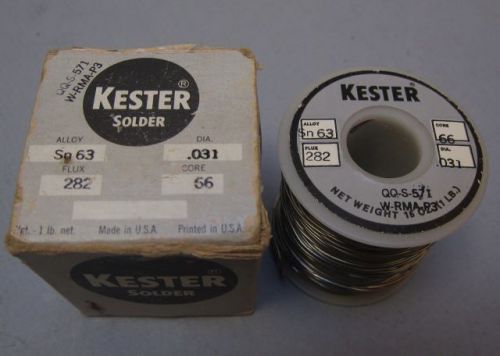 QQ-S-571
W-RMA-P3
KESTER®
SOLDER
ALLOY DIA.
Sn 63 .031
FLUX CORE
282 66
Wt. - 1 lb. net. Made in U.S.A. Printed in U.S.A.
KESTER®
SOLDER
KESTER®
ALLOY CORE
Sn 63 66
FLUX DIA.
282 .031
QQ-S-571
W-RMA-P3
NET WEIGHT 16 OZ. (1 LB.)